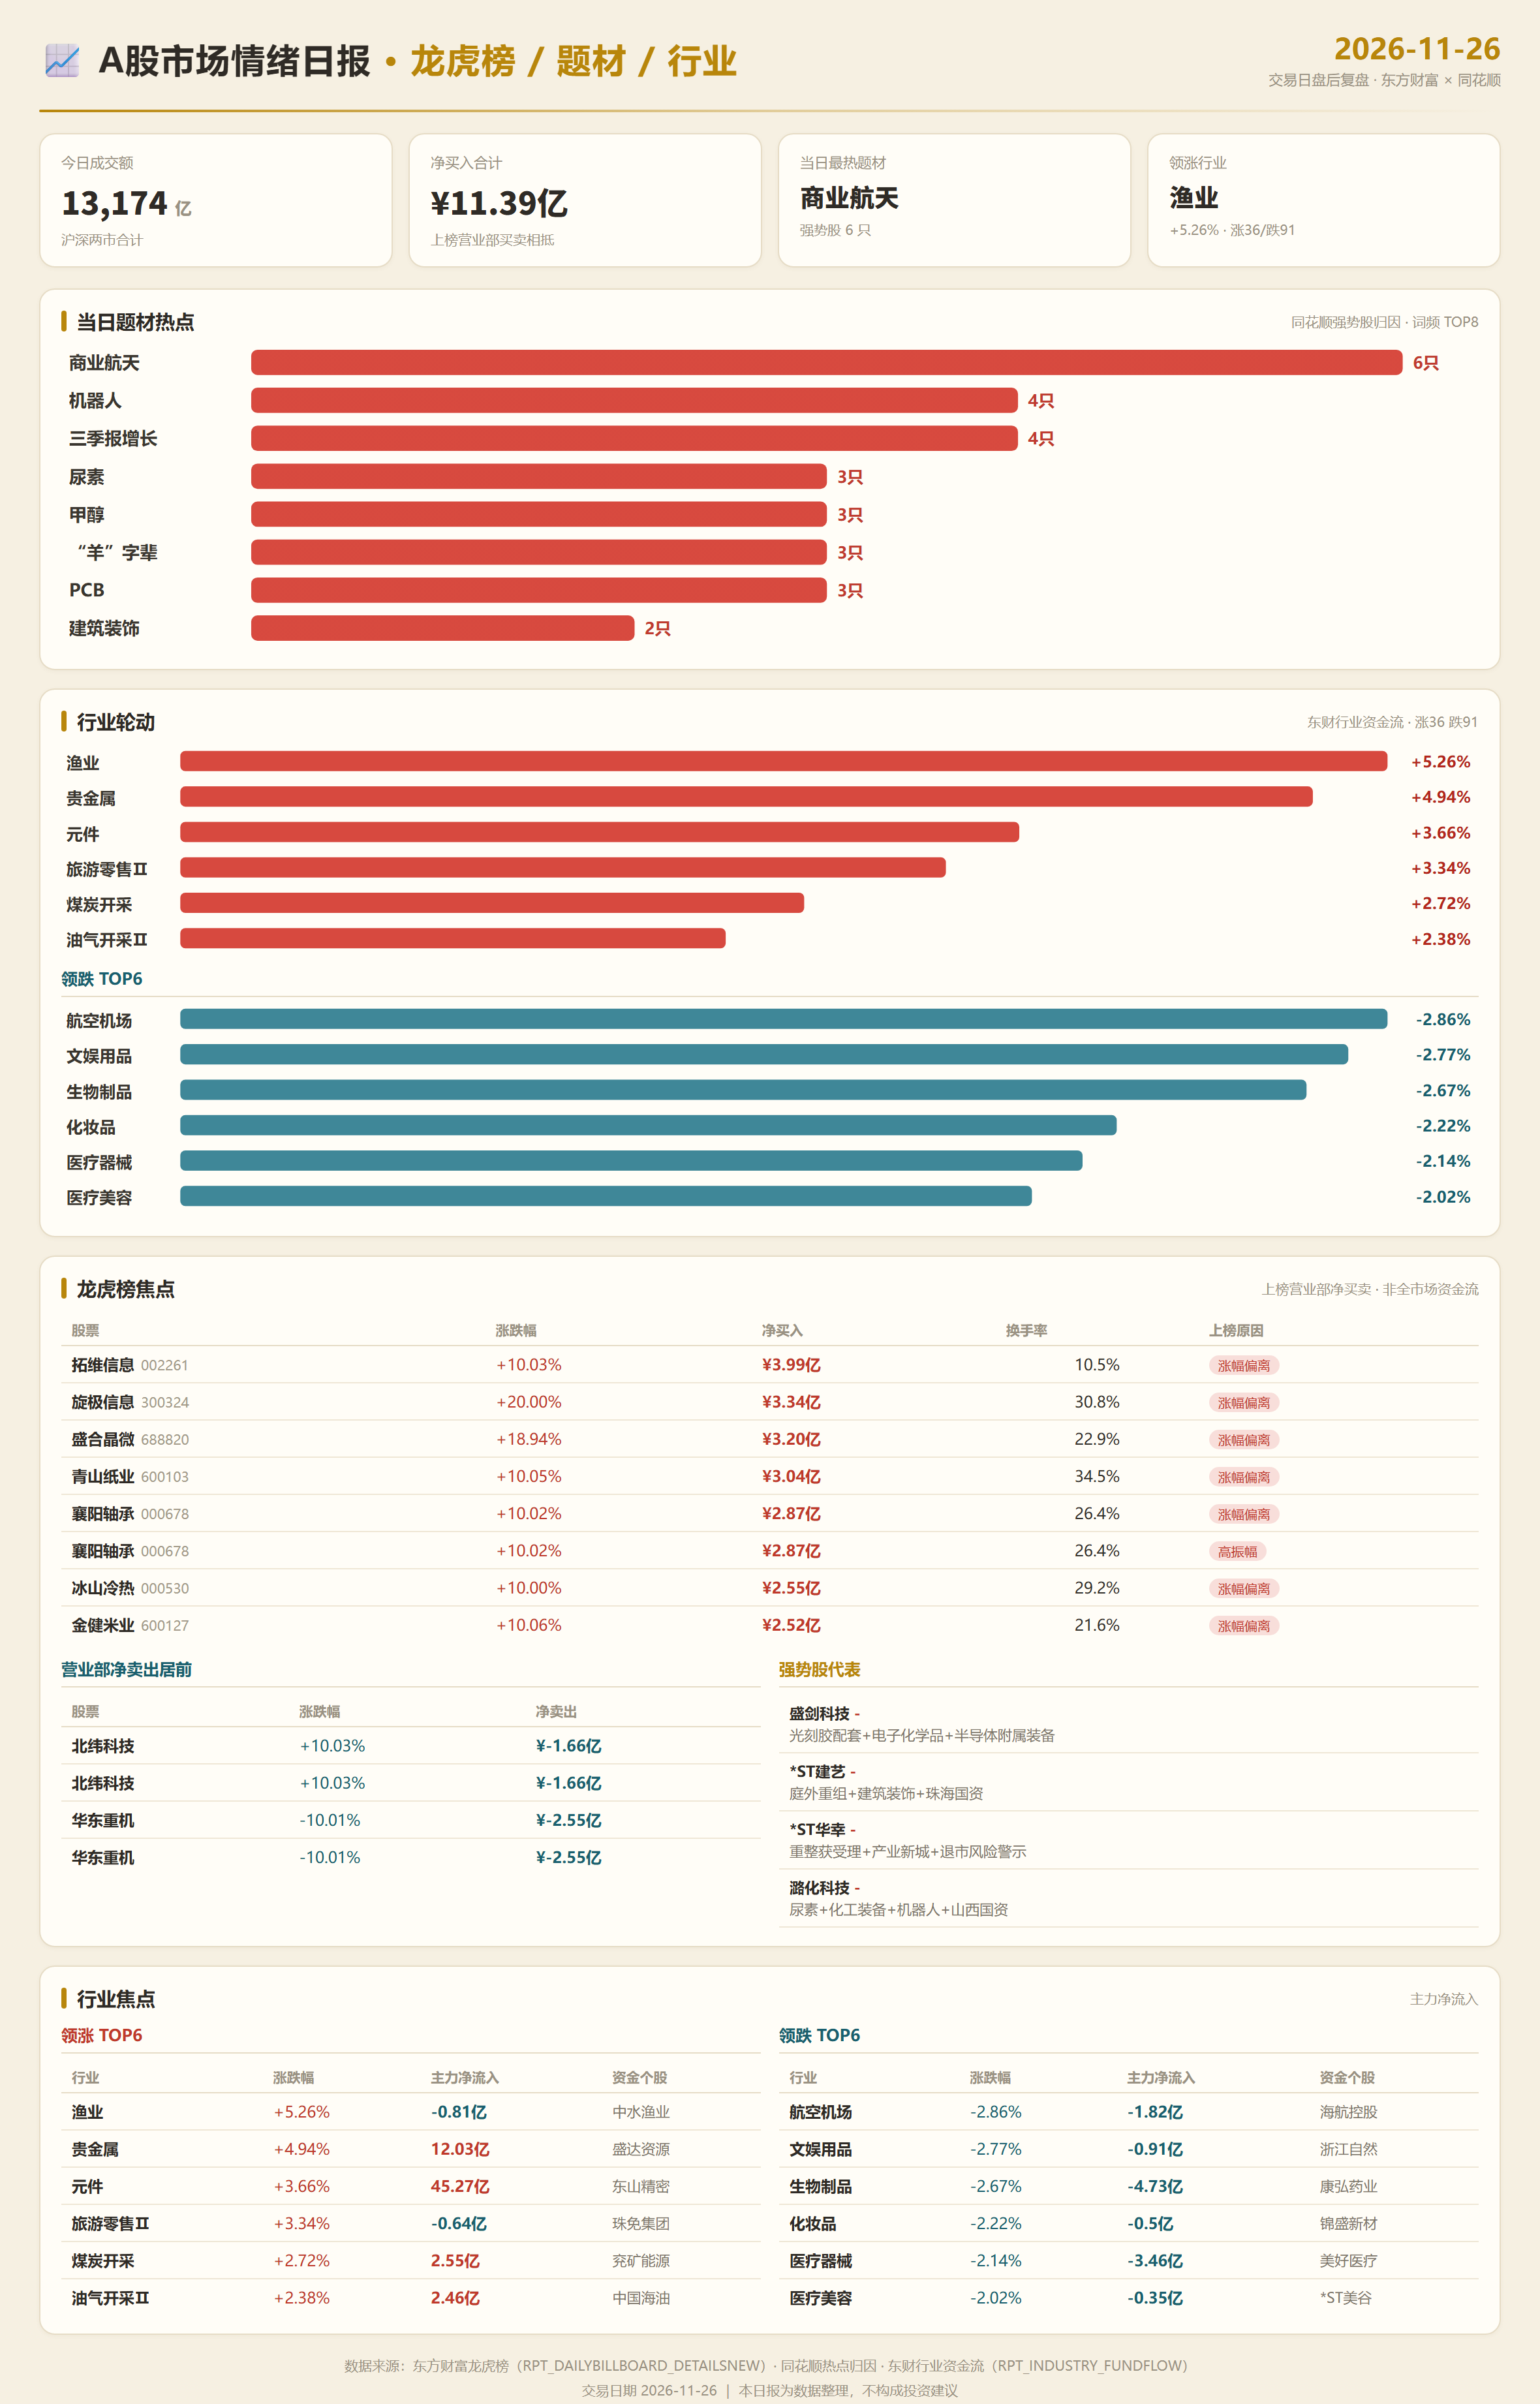 A股市场情绪日报 • 龙虎榜 / 题材 / 行业
2026-11-26
交易日盘后复盘 · 东方财富 × 同花顺
今日成交额
13,174 亿
沪深两市合计
净买入合计
¥11.39亿
上榜营业部买卖相抵
当日最热题材
商业航天
强势股 6 只
领涨行业
渔业
+5.26% · 涨36/跌91
当日题材热点
同花顺强势股归因 · 词频 TOP8
商业航天 6只
机器人 4只
三季报增长 4只
尿素 3只
甲醇 3只
“羊”字辈 3只
PCB 3只
建筑装饰 2只
行业轮动
东财行业资金流 · 涨36 跌91
渔业 +5.26%
贵金属 +4.94%
元件 +3.66%
旅游零售Ⅱ +3.34%
煤炭开采 +2.72%
油气开采Ⅱ +2.38%
领跌 TOP6
航空机场 -2.86%
文娱用品 -2.77%
生物制品 -2.67%
化妆品 -2.22%
医疗器械 -2.14%
医疗美容 -2.02%
龙虎榜焦点
上榜营业部净买卖 · 非全市场资金流
股票 涨跌幅 净买入 换手率 上榜原因
拓维信息 002261 +10.03% ¥3.99亿 10.5% 涨幅偏离
旋极信息 300324 +20.00% ¥3.34亿 30.8% 涨幅偏离
盛合晶微 688820 +18.94% ¥3.20亿 22.9% 涨幅偏离
青山纸业 600103 +10.05% ¥3.04亿 34.5% 涨幅偏离
襄阳轴承 000678 +10.02% ¥2.87亿 26.4% 涨幅偏离
襄阳轴承 000678 +10.02% ¥2.87亿 26.4% 高振幅
冰山冷热 000530 +10.00% ¥2.55亿 29.2% 涨幅偏离
金健米业 600127 +10.06% ¥2.52亿 21.6% 涨幅偏离
营业部净卖出居前
股票 涨跌幅 净卖出
北纬科技 +10.03% ¥-1.66亿
北纬科技 +10.03% ¥-1.66亿
华东重机 -10.01% ¥-2.55亿
华东重机 -10.01% ¥-2.55亿
强势股代表
盛剑科技 -
光刻胶配套+电子化学品+半导体附属装备
*ST建艺 -
庭外重组+建筑装饰+珠海国资
*ST华幸 -
重整获受理+产业新城+退市风险警示
潞化科技 -
尿素+化工装备+机器人+山西国资
行业焦点
主力净流入
领涨 TOP6
行业 涨跌幅 主力净流入 资金个股
渔业 +5.26% -0.81亿 中水渔业
贵金属 +4.94% 12.03亿 盛达资源
元件 +3.66% 45.27亿 东山精密
旅游零售Ⅱ +3.34% -0.64亿 珠免集团
煤炭开采 +2.72% 2.55亿 兖矿能源
油气开采Ⅱ +2.38% 2.46亿 中国海油
领跌 TOP6
行业 涨跌幅 主力净流入 资金个股
航空机场 -2.86% -1.82亿 海航控股
文娱用品 -2.77% -0.91亿 浙江自然
生物制品 -2.67% -4.73亿 康弘药业
化妆品 -2.22% -0.5亿 锦盛新材
医疗器械 -2.14% -3.46亿 美好医疗
医疗美容 -2.02% -0.35亿 *ST美谷
数据来源：东方财富龙虎榜（RPT_DAILYBILLBOARD_DETAILSNEW）· 同花顺热点归因 · 东财行业资金流（RPT_INDUSTRY_FUNDFLOW）
交易日期 2026-11-26 | 本日报为数据整理，不构成投资建议